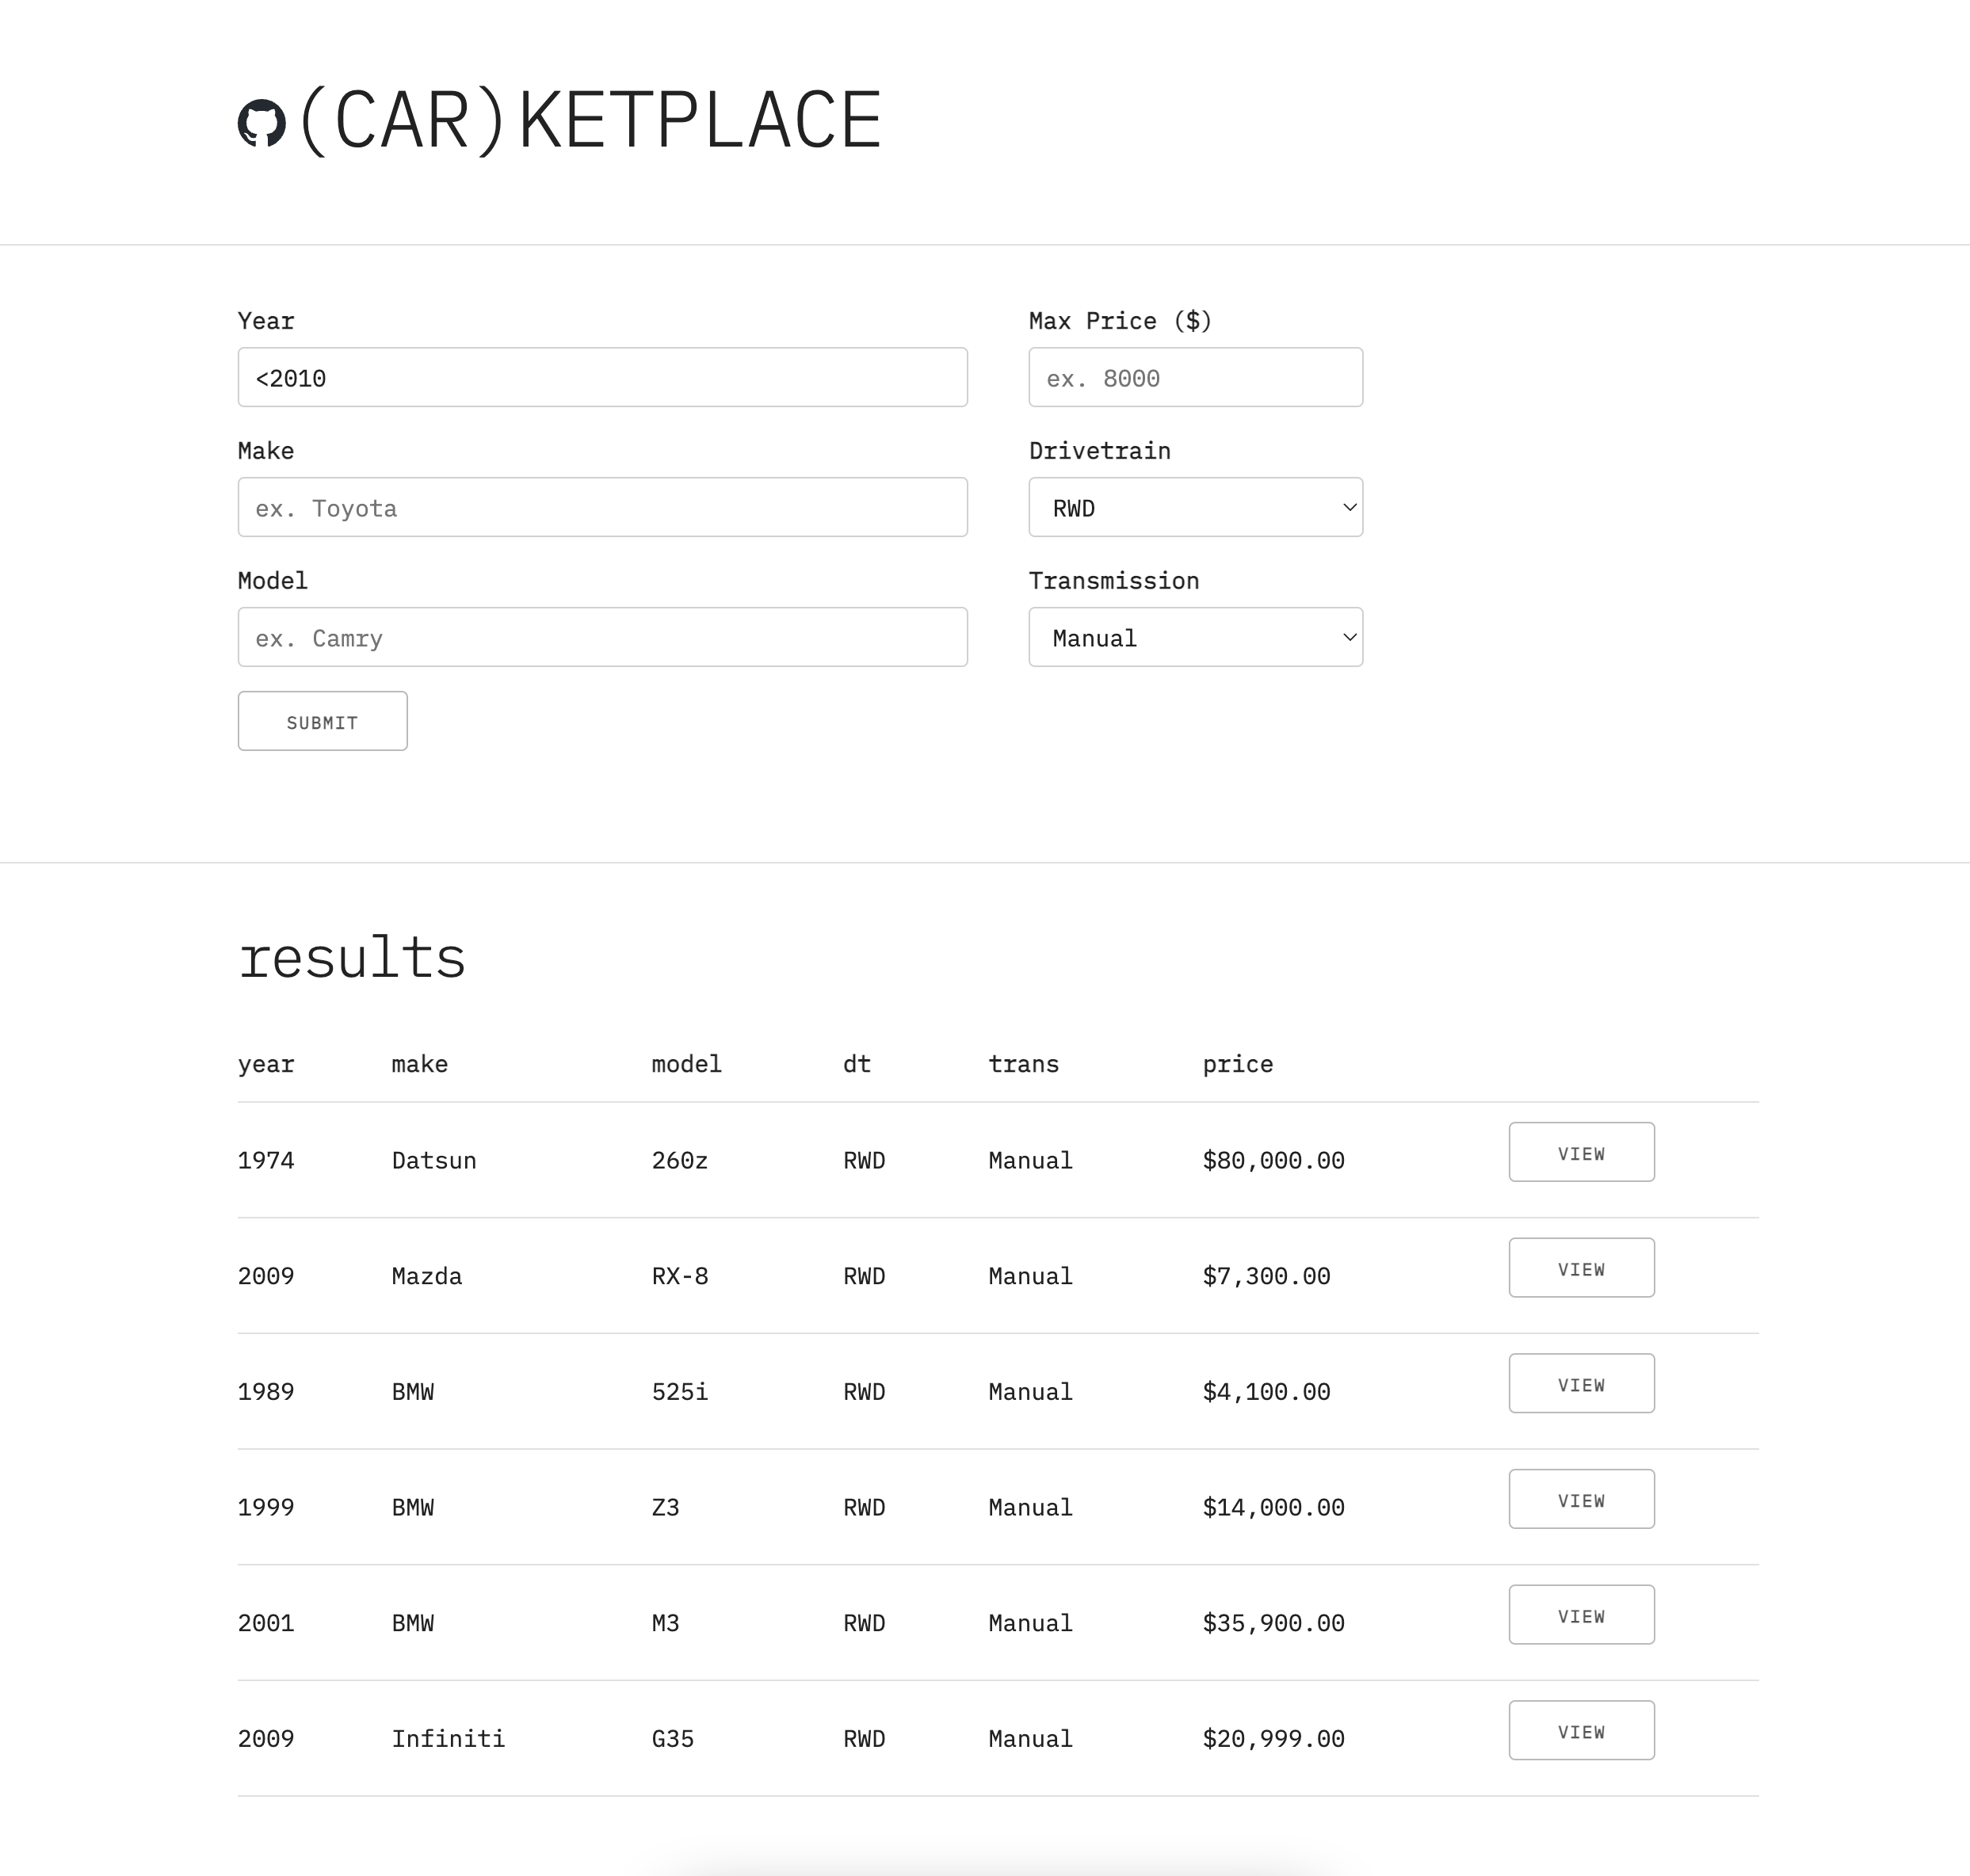 (CAR)KETPLACE
Year
<2010
Max Price ($)
ex. 8000
Make
ex. Toyota
Drivetrain
RWD
Model
ex. Camry
Transmission
Manual
SUBMIT
results
year make model dt trans price
1974 Datsun 260z RWD Manual $80,000.00 VIEW
2009 Mazda RX-8 RWD Manual $7,300.00 VIEW
1989 BMW 525i RWD Manual $4,100.00 VIEW
1999 BMW Z3 RWD Manual $14,000.00 VIEW
2001 BMW M3 RWD Manual $35,900.00 VIEW
2009 Infiniti G35 RWD Manual $20,999.00 VIEW